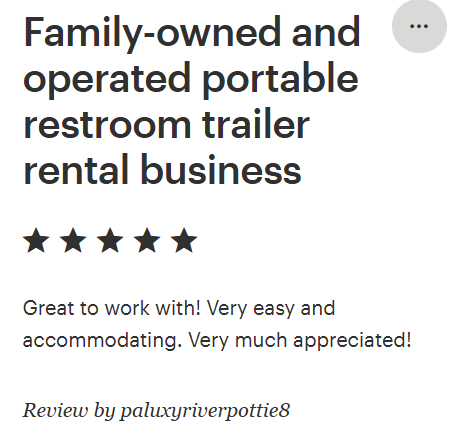 Family-owned and
operated portable
restroom trailer
rental business
Great to work with! Very easy and
accommodating. Very much appreciated!
Review by paluxyriverpottie8